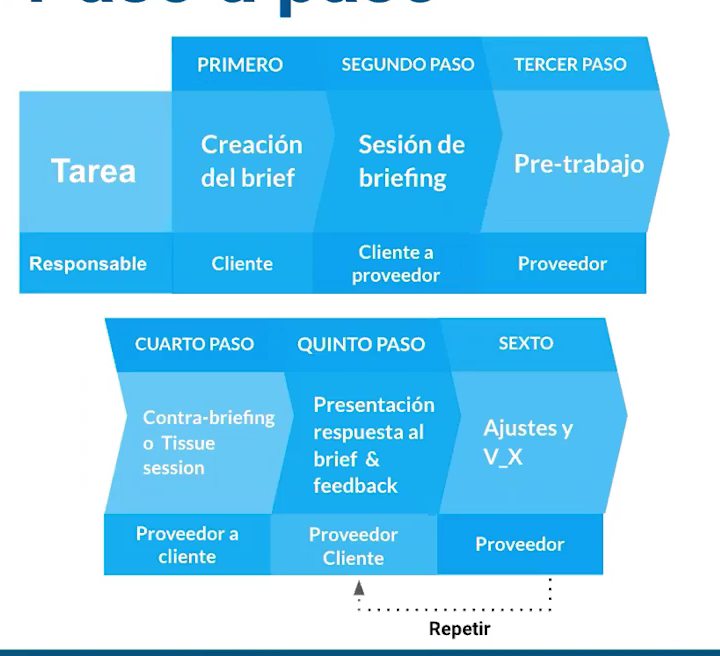 Paso a paso
PRIMERO
SEGUNDO PASO
TERCER PASO
Tarea
Creación
del brief
Sesión de
briefing
Pre-trabajo
Responsable
Cliente
Cliente a
proveedor
Proveedor
CUARTO PASO
QUINTO PASO
SEXTO
Contra-briefing
o Tissue
session
Presentación
respuesta al
brief &
feedback
Ajustes y
V_X
Proveedor a
cliente
Proveedor
Cliente
Proveedor
Repetir